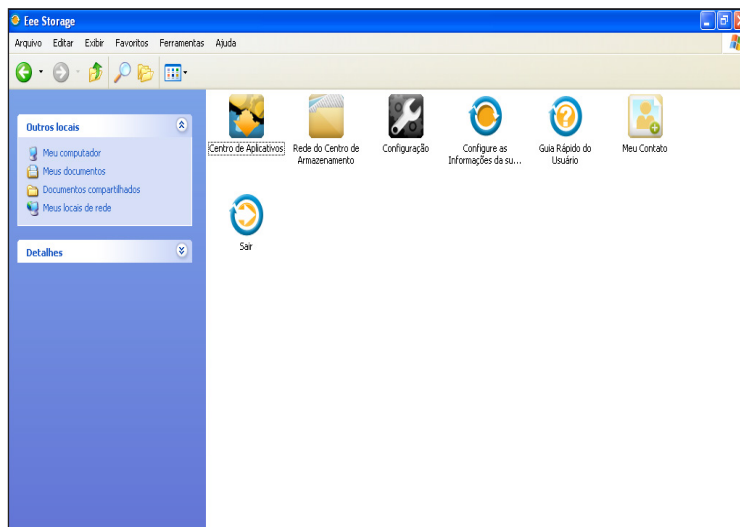 Eee Storage
Arquivo Editar Exibir Favoritos Ferramentas Ajuda
Outros locais
Meu computador
Meus documentos
Documentos compartilhados
Meus locais de rede
Detalhes
Centro de Aplicativos
Rede do Centro de
Armazenamento
Configuração
Configure as
Informações da su...
Guia Rápido do
Usuário
Meu Contato
Sair